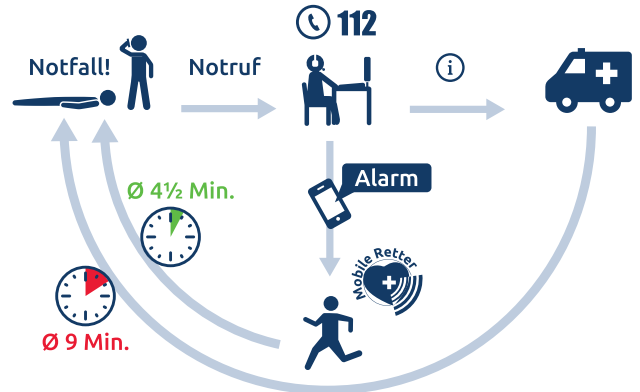 112
Notfall!
Notruf
i
Alarm
Ø 4½ Min.
Mobile Retter
Ø 9 Min.